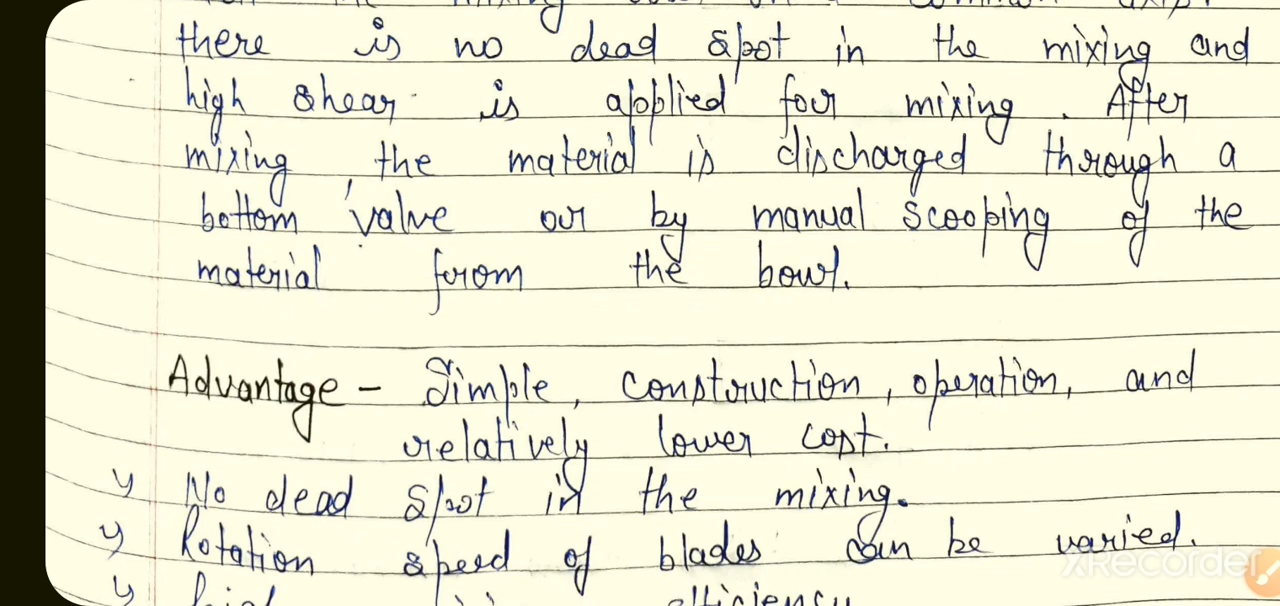 there is no dead spot in the mixing and
high shear is applied for mixing. After
mixing, the material is discharged through a
bottom valve or by manual scooping of the
material from the bowl.
Advantage - Simple, construction, operation, and
relatively lower cost.
No dead spot in the mixing.
Rotation speed of blades can be varied.
efficiency
XRecorder